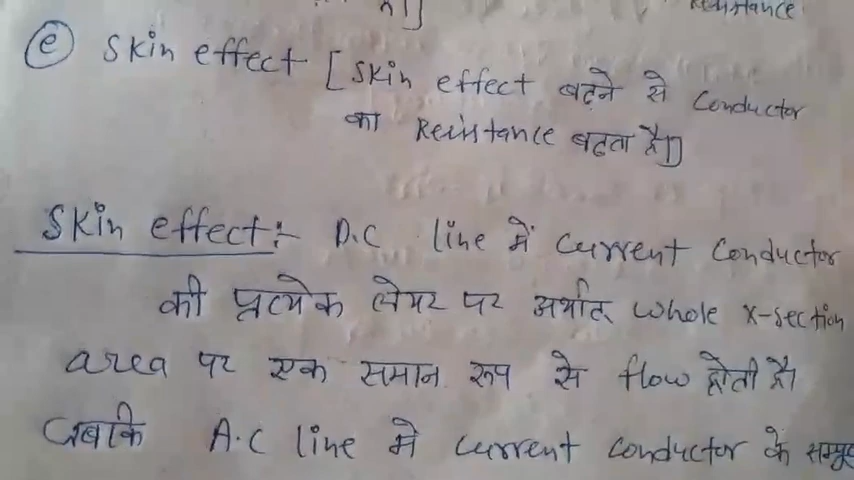 Resistance
(e) Skin effect [Skin effect बढ़ने से Conductor
का Resistance बढ़ता है।]
Skin effect :- D.C line में current conductor
की प्रत्येक लेयर पर अर्थात् whole x-section
area पर एक समान रूप से flow होती है।
जबकि A.C line में current conductor के